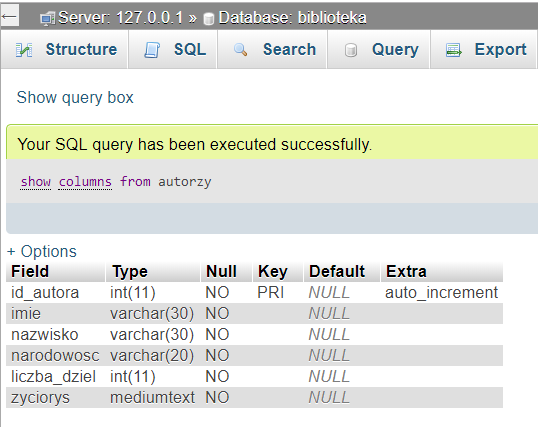 ← Server: 127.0.0.1 » Database: biblioteka
Structure SQL Search Query Export
Show query box
Your SQL query has been executed successfully.
show columns from autorzy
+ Options
Field Type Null Key Default Extra
id_autora int(11) NO PRI NULL auto_increment
imie varchar(30) NO NULL
nazwisko varchar(30) NO NULL
narodowosc varchar(20) NO NULL
liczba_dziel int(11) NO NULL
zyciorys mediumtext NO NULL